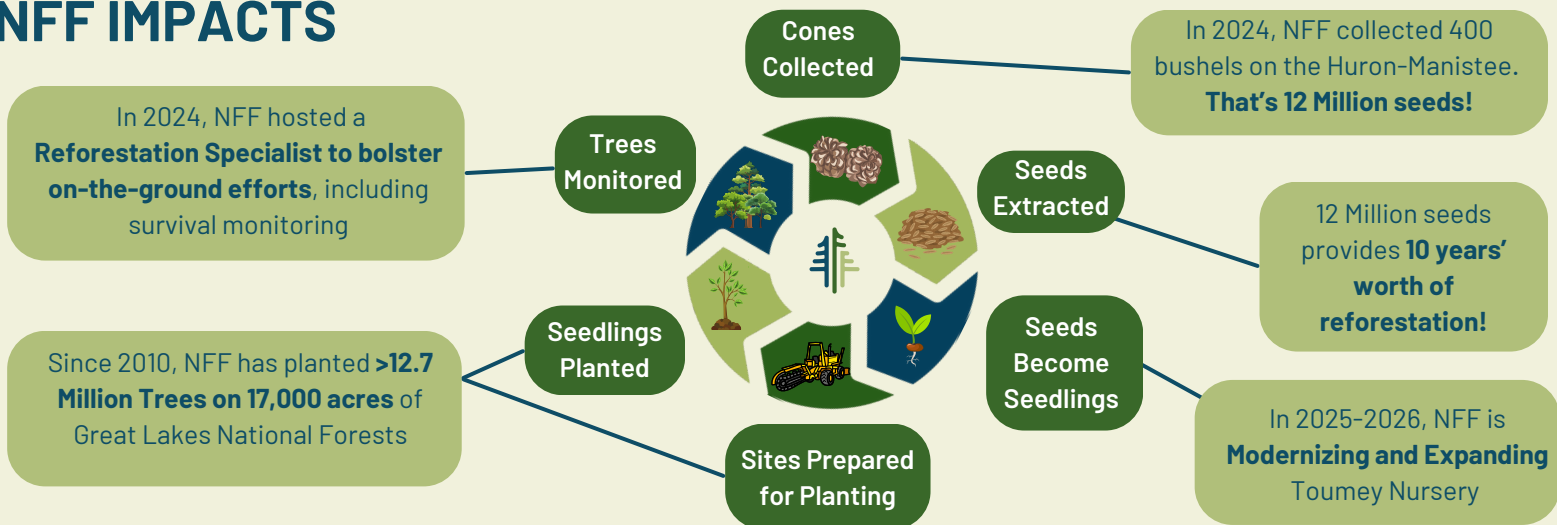 NFF IMPACTS
Cones
Collected
In 2024, NFF collected 400
bushels on the Huron-Manistee.
That's 12 Million seeds!
Seeds
Extracted
12 Million seeds
provides 10 years'
worth of
reforestation!
Seeds
Become
Seedlings
In 2025-2026, NFF is
Modernizing and Expanding
Toumey Nursery
Sites Prepared
for Planting
Seedlings
Planted
Since 2010, NFF has planted >12.7
Million Trees on 17,000 acres of
Great Lakes National Forests
Trees
Monitored
In 2024, NFF hosted a
Reforestation Specialist to bolster
on-the-ground efforts, including
survival monitoring